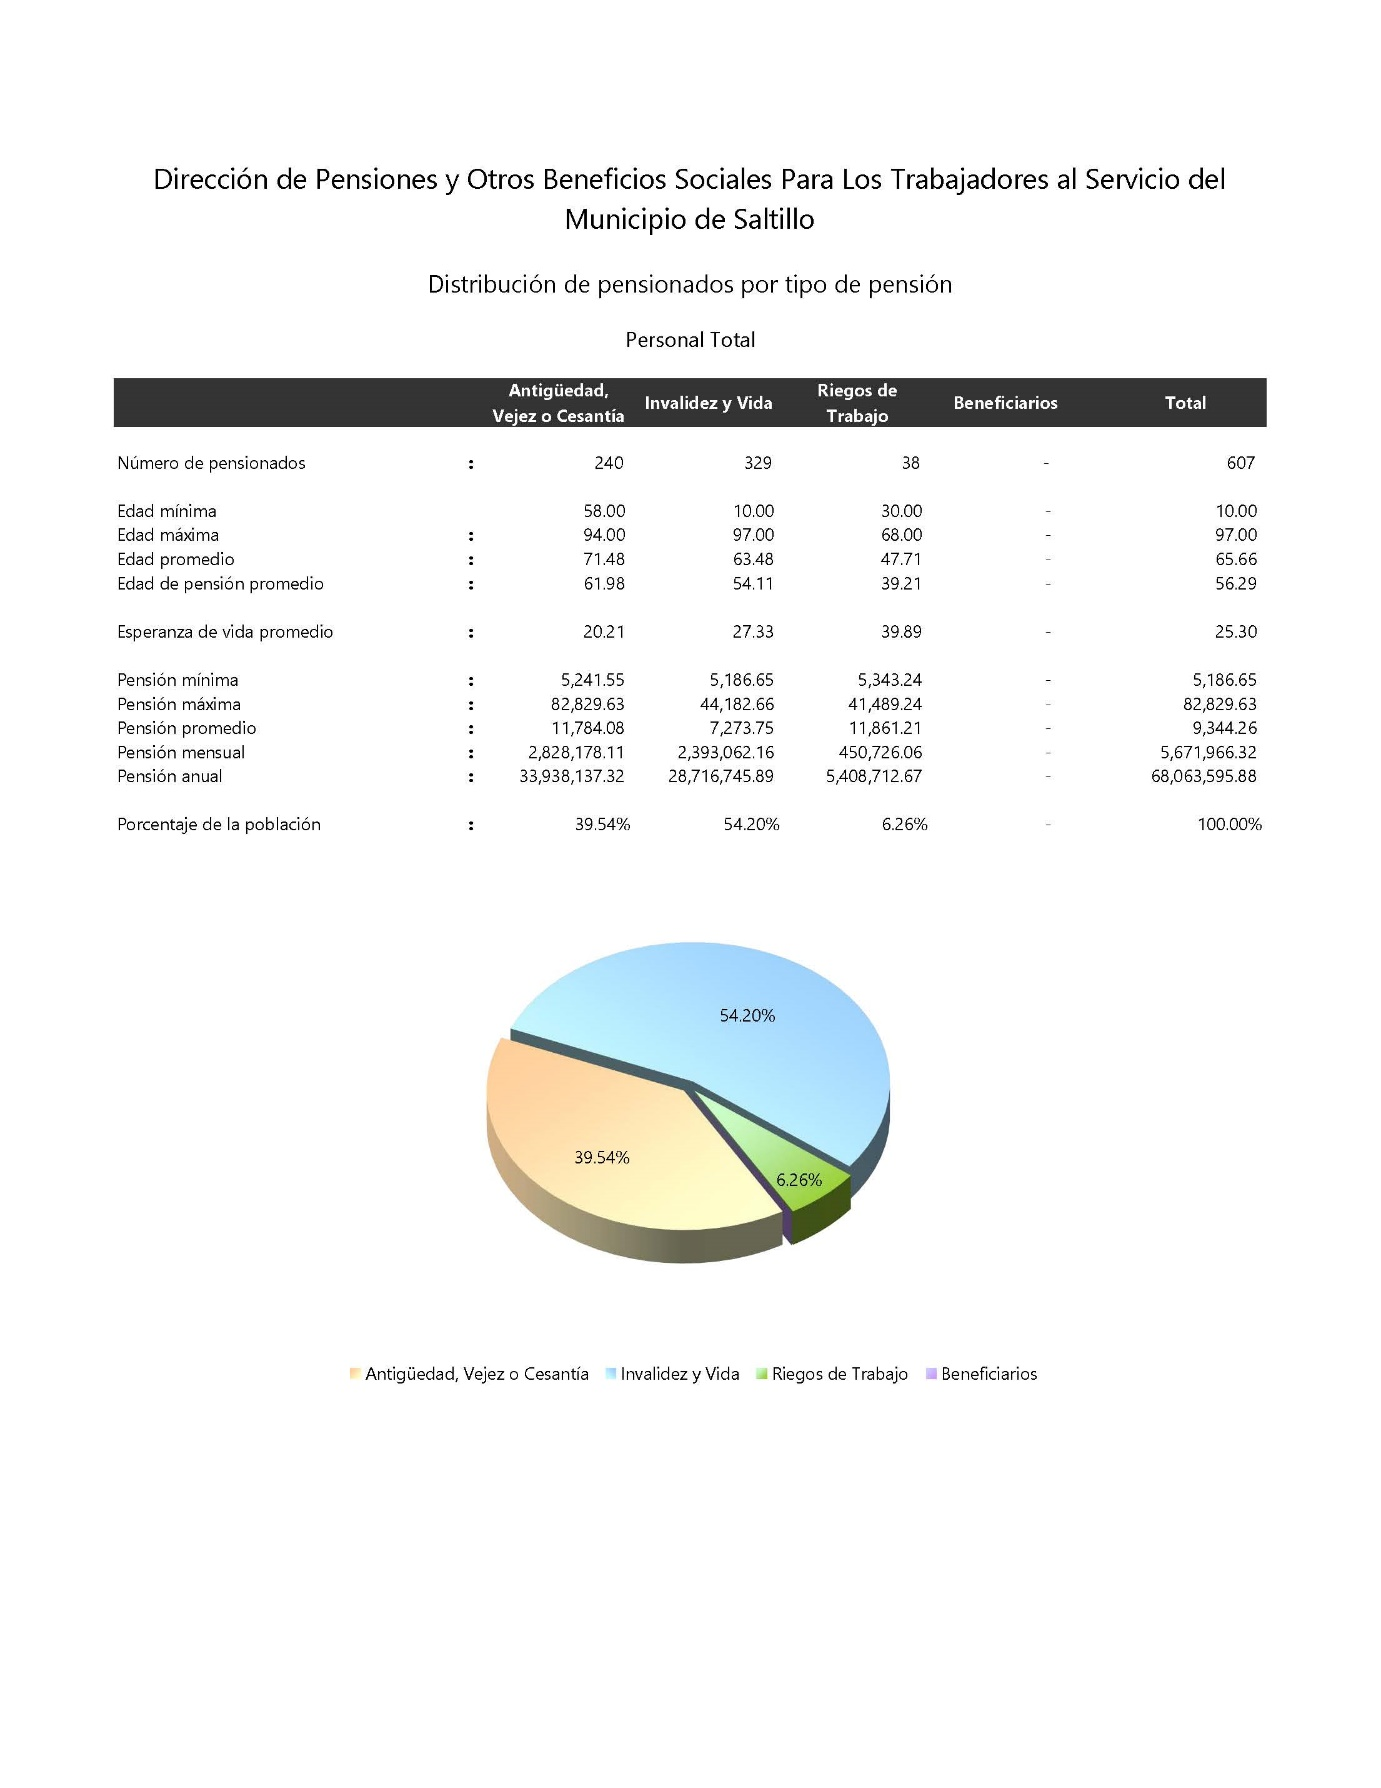 Dirección de Pensiones y Otros Beneficios Sociales Para Los Trabajadores al Servicio del
Municipio de Saltillo
Distribución de pensionados por tipo de pensión
Personal Total
Antigüedad, Vejez o Cesantía Invalidez y Vida Riegos de Trabajo Beneficiarios Total
Número de pensionados : 240 329 38 - 607
Edad mínima 58.00 10.00 30.00 - 10.00
Edad máxima : 94.00 97.00 68.00 - 97.00
Edad promedio : 71.48 63.48 47.71 - 65.66
Edad de pensión promedio : 61.98 54.11 39.21 - 56.29
Esperanza de vida promedio : 20.21 27.33 39.89 - 25.30
Pensión mínima : 5,241.55 5,186.65 5,343.24 - 5,186.65
Pensión máxima : 82,829.63 44,182.66 41,489.24 - 82,829.63
Pensión promedio : 11,784.08 7,273.75 11,861.21 - 9,344.26
Pensión mensual : 2,828,178.11 2,393,062.16 450,726.06 - 5,671,966.32
Pensión anual : 33,938,137.32 28,716,745.89 5,408,712.67 - 68,063,595.88
Porcentaje de la población : 39.54% 54.20% 6.26% - 100.00%
54.20%
39.54%
6.26%
Antigüedad, Vejez o Cesantía Invalidez y Vida Riegos de Trabajo Beneficiarios